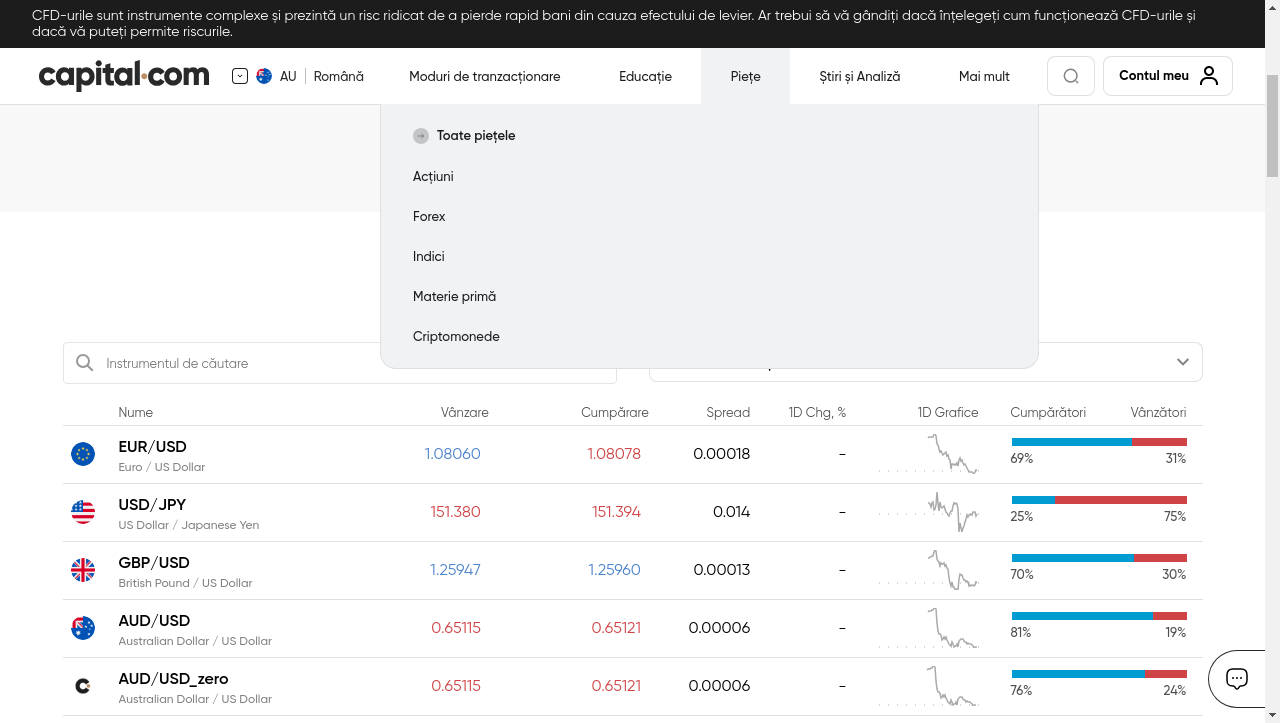 CFD-urile sunt instrumente complexe și prezintă un risc ridicat de a pierde rapid bani din cauza efectului de levier. Ar trebui să vă gândiți dacă înțelegeți cum funcționează CFD-urile și
dacă vă puteți permite riscurile.
capital.com AU Română Moduri de tranzacționare Educație Piețe Știri și Analiză Mai mult Contul meu
Toate piețele
Acțiuni
Forex
Indici
Materie primă
Criptomonede
Instrumentul de căutare
Nume Vânzare Cumpărare Spread 1D Chg, % 1D Grafice Cumpărători Vânzători
EUR/USD 1.08060 1.08078 0.00018 -
Euro / US Dollar 69% 31%
USD/JPY 151.380 151.394 0.014 -
US Dollar / Japanese Yen 25% 75%
GBP/USD 1.25947 1.25960 0.00013 -
British Pound / US Dollar 70% 30%
AUD/USD 0.65115 0.65121 0.00006 -
Australian Dollar / US Dollar 81% 19%
AUD/USD_zero 0.65115 0.65121 0.00006 -
Australian Dollar / US Dollar 76% 24%